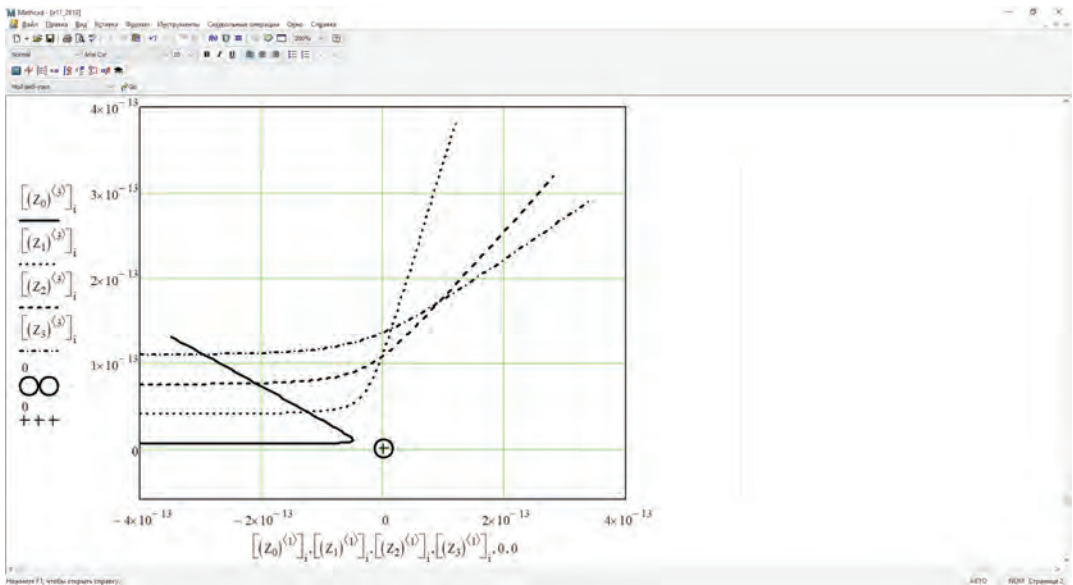 Mathcad - [v17_2010]
Файл Правка Вид Вставка Формат Инструменты Символьные операции Окно Справка
200%
Normal Arial Cyr 10 B I U
4×10⁻¹³
[(Z₀)^⟨3⟩]ᵢ
3×10⁻¹³
[(Z₁)^⟨3⟩]ᵢ
[(Z₂)^⟨3⟩]ᵢ
2×10⁻¹³
[(Z₃)^⟨3⟩]ᵢ
1×10⁻¹³
0
0
+++
0
−4×10⁻¹³ −2×10⁻¹³ 0 2×10⁻¹³ 4×10⁻¹³
[(Z₀)^⟨1⟩]ᵢ,[(Z₁)^⟨1⟩]ᵢ,[(Z₂)^⟨1⟩]ᵢ,[(Z₃)^⟨1⟩]ᵢ,0,0
Нажмите F1, чтобы открыть справку.
АВТО NUM Страница 2